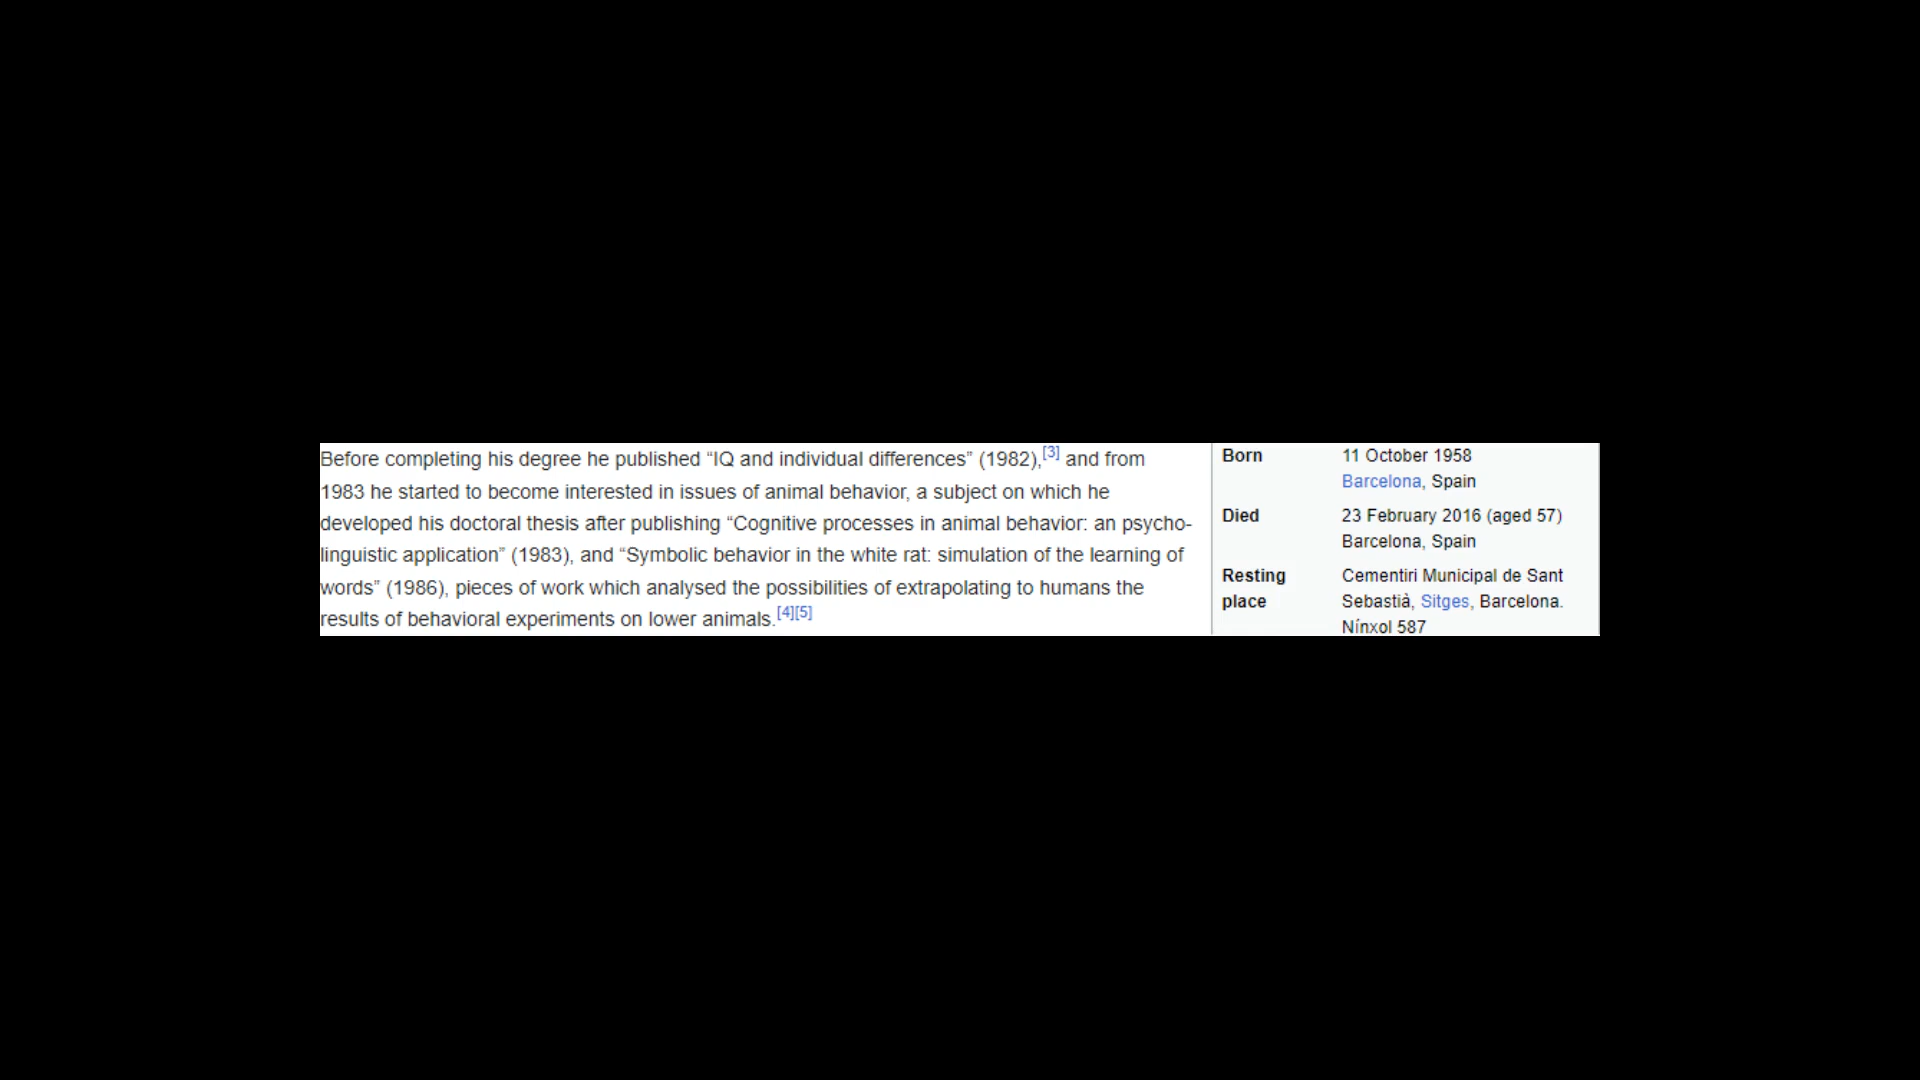 Before completing his degree he published “IQ and individual differences” (1982),[3] and from
1983 he started to become interested in issues of animal behavior, a subject on which he
developed his doctoral thesis after publishing “Cognitive processes in animal behavior: an psycho-
linguistic application” (1983), and “Symbolic behavior in the white rat: simulation of the learning of
words” (1986), pieces of work which analysed the possibilities of extrapolating to humans the
results of behavioral experiments on lower animals.[4][5]
Born 11 October 1958
Barcelona, Spain
Died 23 February 2016 (aged 57)
Barcelona, Spain
Resting Cementiri Municipal de Sant
place Sebastià, Sitges, Barcelona.
Nínxol 587